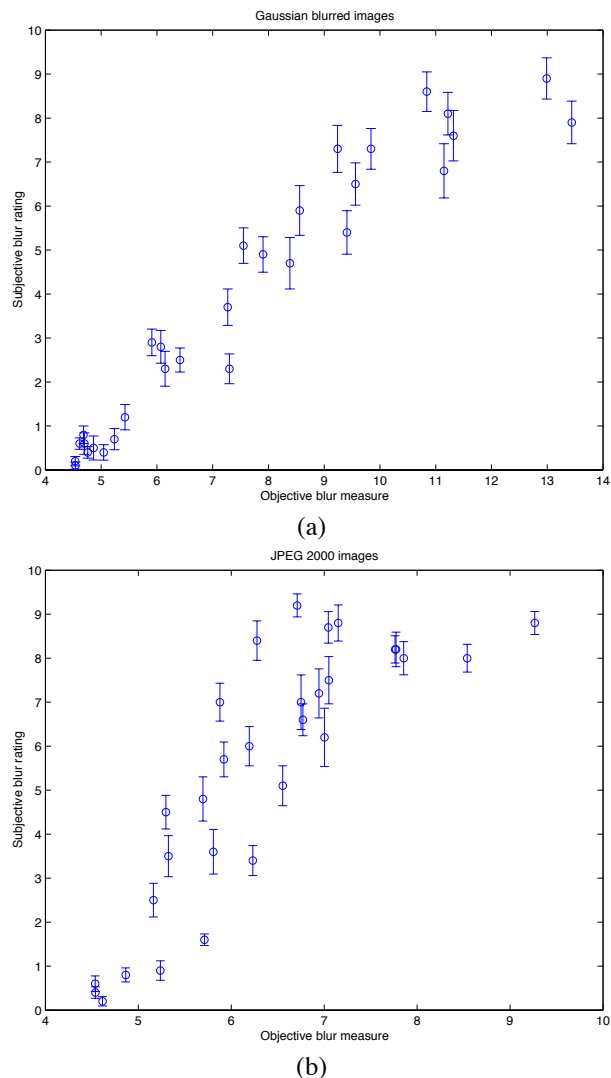 Gaussian blurred images
10
9
8
7
6
5
4
3
2
1
0
Subjective blur rating
4 5 6 7 8 9 10 11 12 13 14
Objective blur measure
(a)
JPEG 2000 images
10
9
8
7
6
5
4
3
2
1
0
Subjective blur rating
4 5 6 7 8 9 10
Objective blur measure
(b)